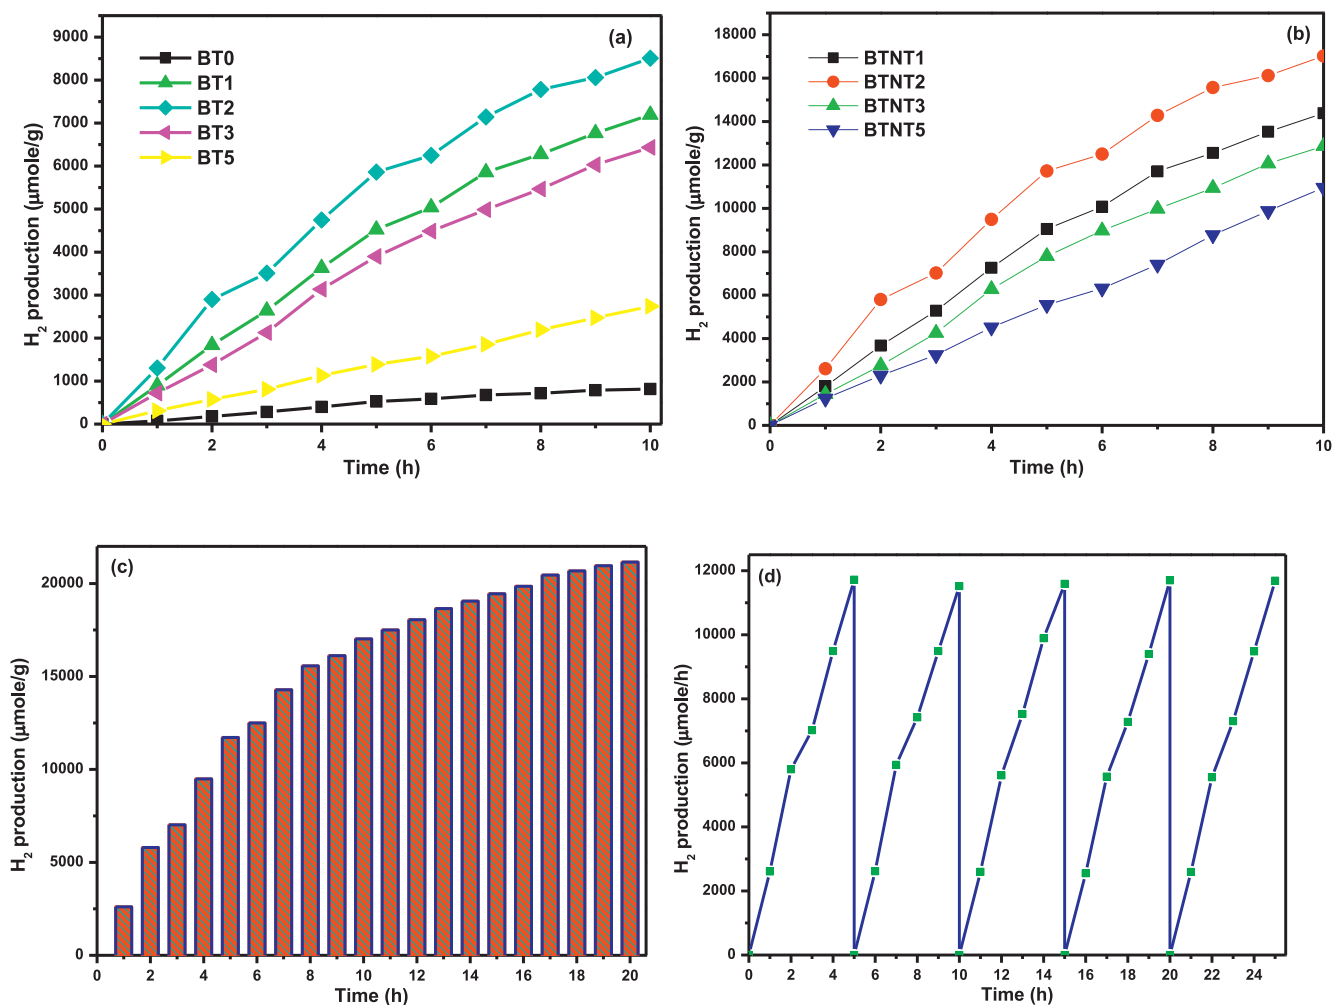 (a)
BT0
BT1
BT2
BT3
BT5
H2 production (μmole/g)
9000
8000
7000
6000
5000
4000
3000
2000
1000
0
0 2 4 6 8 10
Time (h)
(b)
BTNT1
BTNT2
BTNT3
BTNT5
H2 production (μmole/g)
18000
16000
14000
12000
10000
8000
6000
4000
2000
0
0 2 4 6 8 10
Time (h)
(c)
H2 production (μmole/g)
20000
15000
10000
5000
0
0 2 4 6 8 10 12 14 16 18 20
Time (h)
(d)
H2 production (μmole/h)
12000
10000
8000
6000
4000
2000
0
0 2 4 6 8 10 12 14 16 18 20 22 24
Time (h)